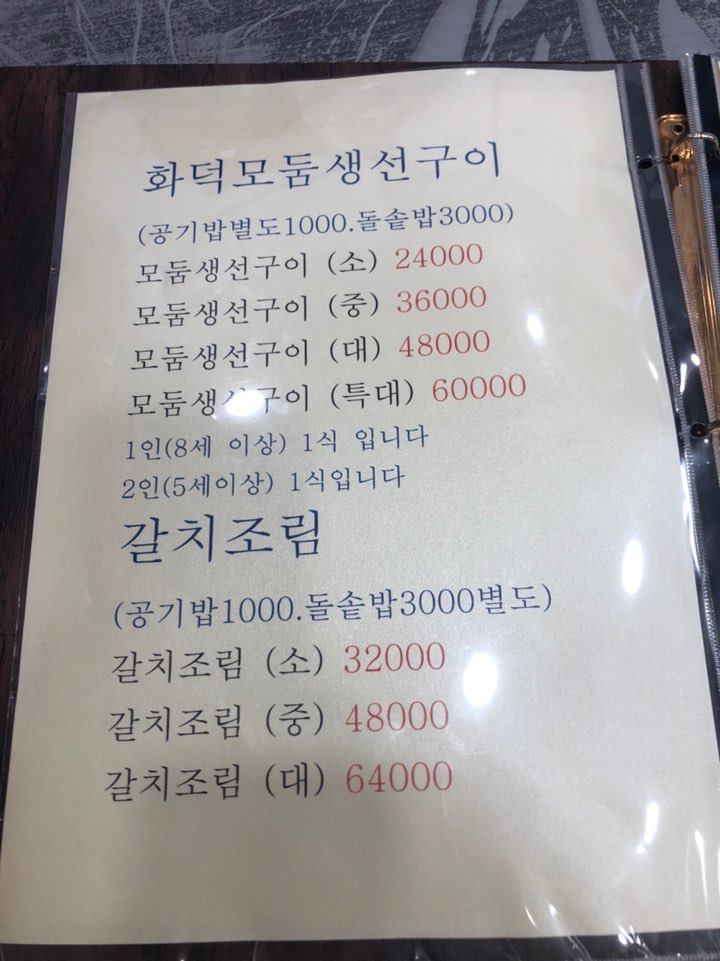 화덕모둠생선구이
(공기밥별도1000.돌솥밥3000)
모둠생선구이 (소) 24000
모둠생선구이 (중) 36000
모둠생선구이 (대) 48000
모둠생선구이 (특대) 60000
1인(8세 이상) 1식 입니다
2인(5세이상) 1식입니다
갈치조림
(공기밥1000.돌솥밥3000별도)
갈치조림 (소) 32000
갈치조림 (중) 48000
갈치조림 (대) 64000